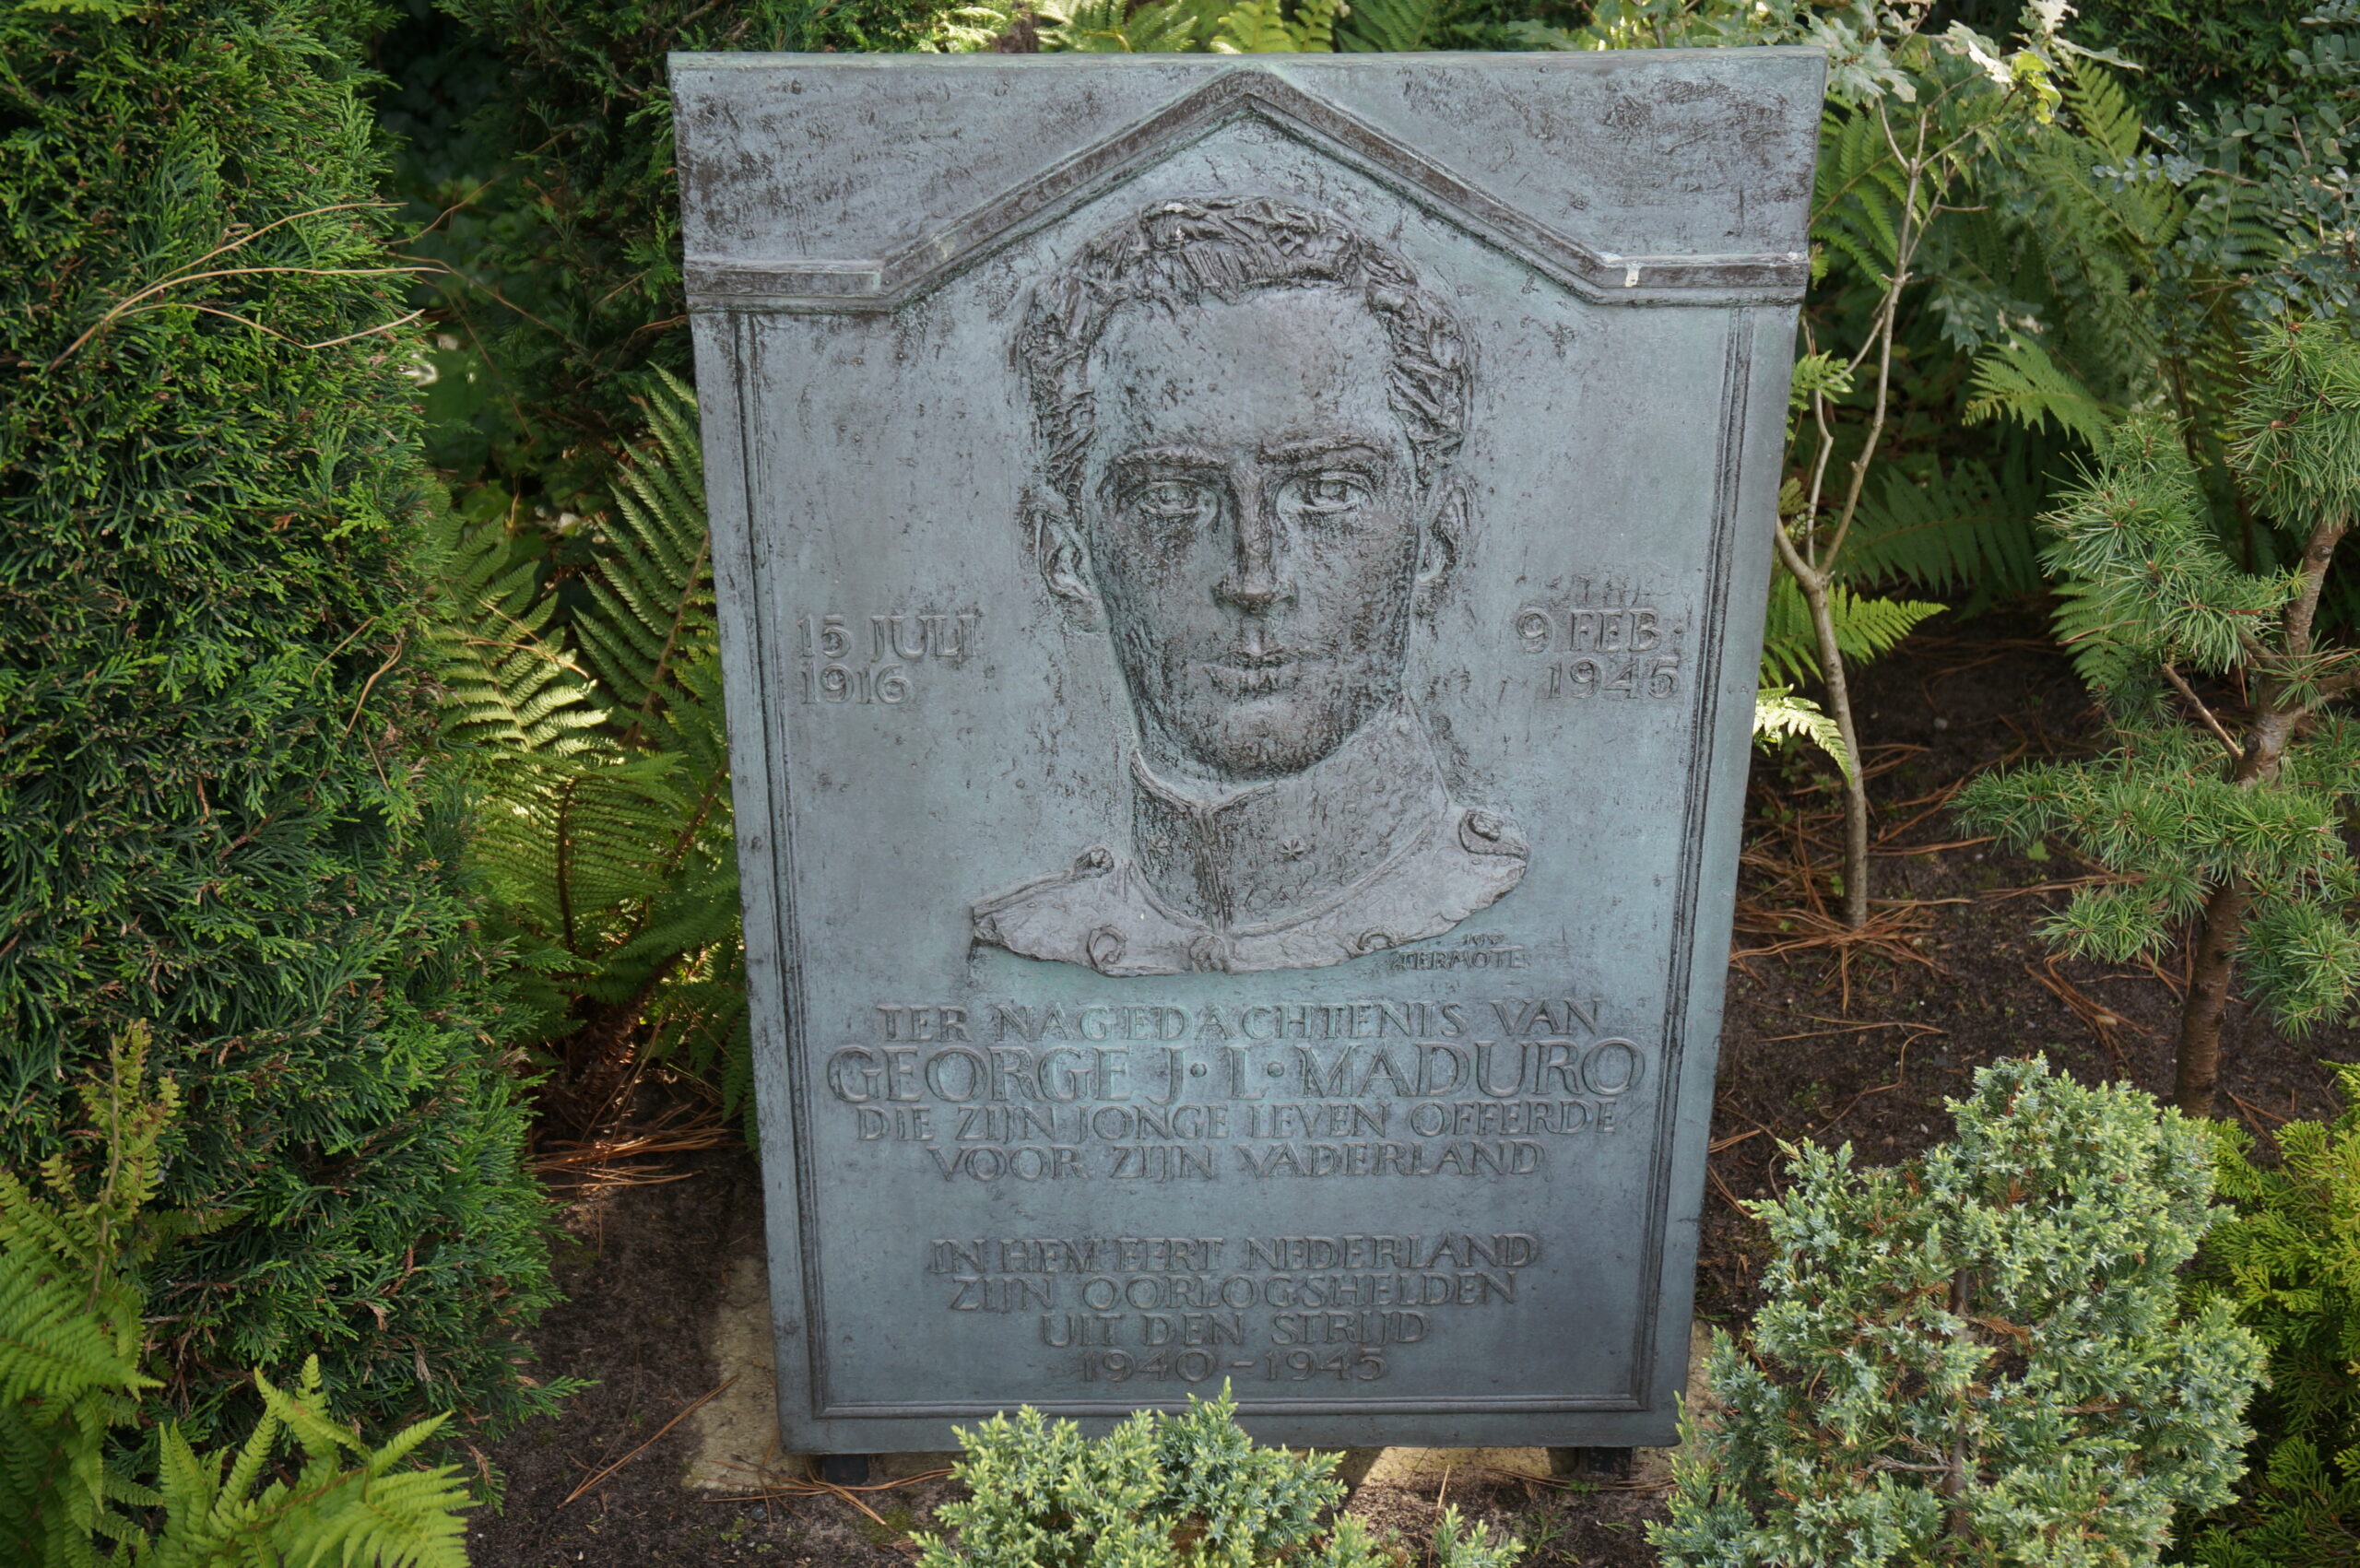 15 JULI
1916
9 FEB.
1945
TER NAGEDACHTENIS VAN
GEORGE J·L·MADURO
DIE ZIJN JONGE LEVEN OFFERDE
VOOR ZIJN VADERLAND
IN HEM EERT NEDERLAND
ZIJN OORLOGSHELDEN
UIT DEN STRIJD
1940-1945